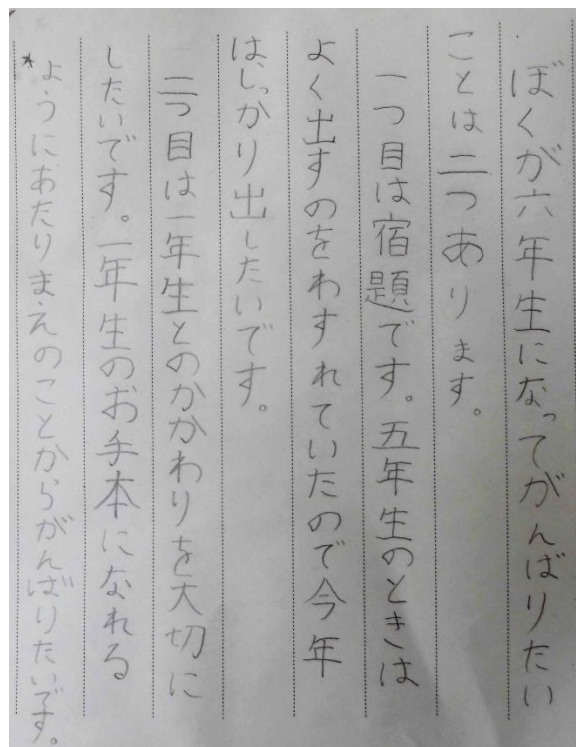 ぼくが六年生になってがんばりたい
ことは二つあります。
一つ目は宿題です。五年生のときは
よく出すのをわすれていたので今年
は、しっかり出したいです。
二つ目は一年生とのかかわりを大切に
したいです。一年生のお手本になれる
ようにあたりまえのことからがんばりたいです。